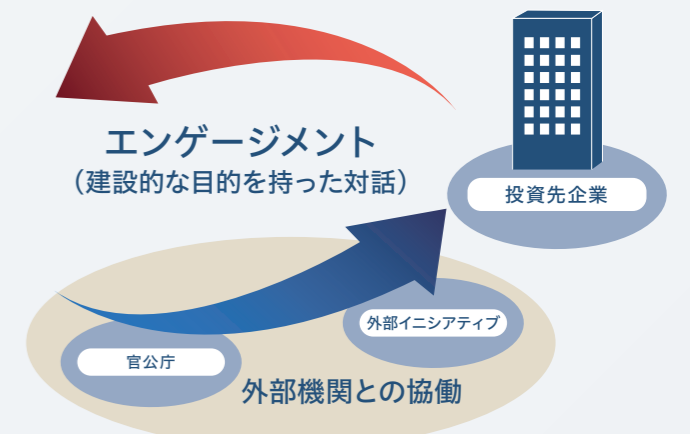 エンゲージメント
（建設的な目的を持った対話）
投資先企業
外部イニシアティブ
官公庁
外部機関との協働